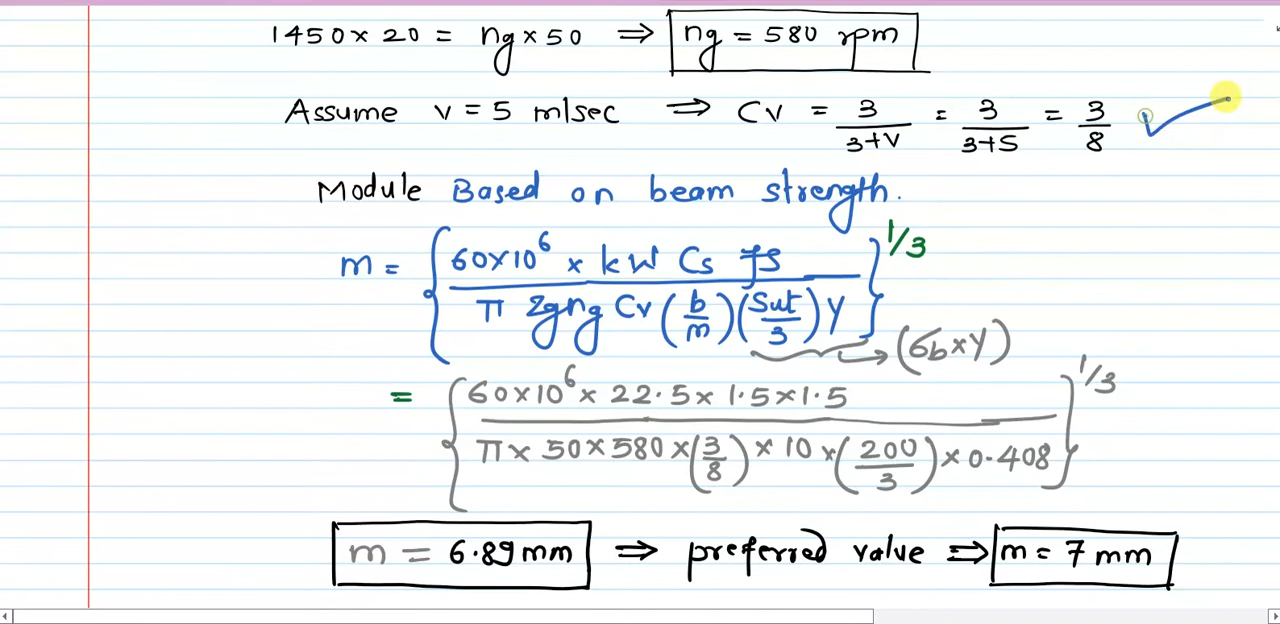 1450 × 20 = ng × 50 ⇒ ng = 580 rpm
Assume v = 5 m/sec ⇒ Cv = 3/(3+v) = 3/(3+5) = 3/8
Module Based on beam strength.
m = { 60×10^6 × kW Cs fs / π zg ng Cv (b/m) (Sut/3) Y }^1/3
→ (σb × Y)
= { 60×10^6 × 22.5 × 1.5 × 1.5 / π × 50 × 580 × (3/8) × 10 × (200/3) × 0.408 }^1/3
m = 6.89 mm ⇒ preferred value ⇒ m = 7 mm